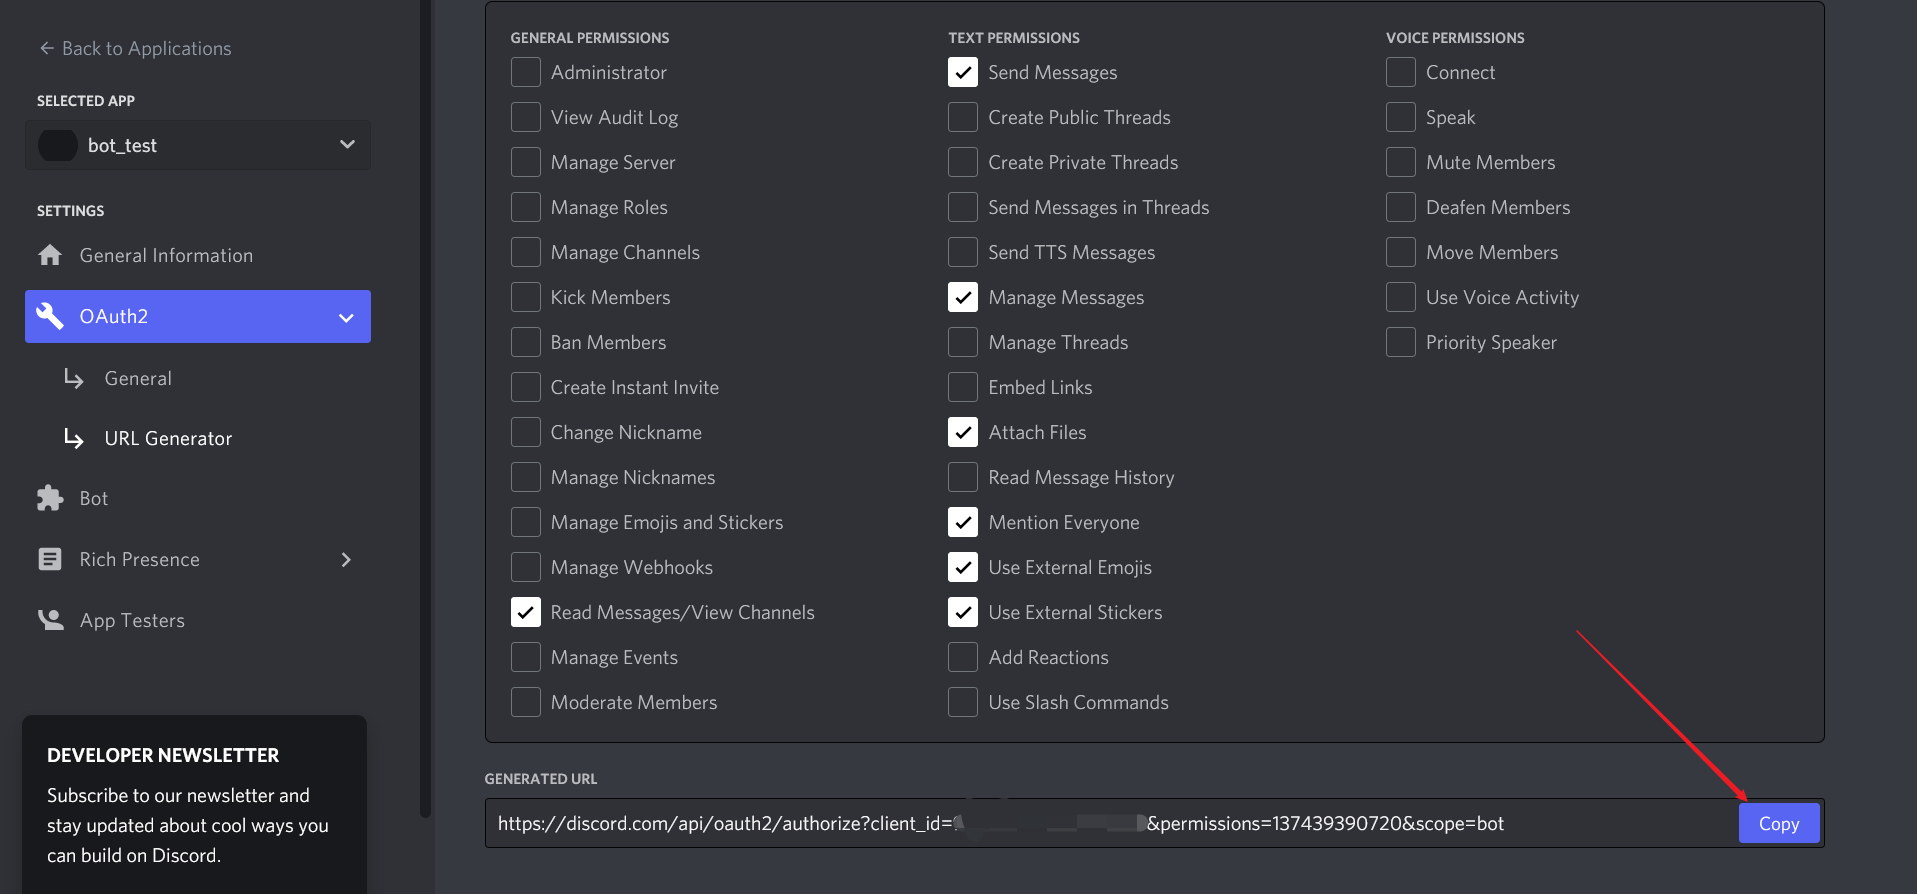 ← Back to Applications
SELECTED APP
bot_test
SETTINGS
General Information
OAuth2
General
URL Generator
Bot
Rich Presence
App Testers
DEVELOPER NEWSLETTER
Subscribe to our newsletter and
stay updated about cool ways you
can build on Discord.
GENERAL PERMISSIONS
Administrator
View Audit Log
Manage Server
Manage Roles
Manage Channels
Kick Members
Ban Members
Create Instant Invite
Change Nickname
Manage Nicknames
Manage Emojis and Stickers
Manage Webhooks
Read Messages/View Channels
Manage Events
Moderate Members
TEXT PERMISSIONS
Send Messages
Create Public Threads
Create Private Threads
Send Messages in Threads
Send TTS Messages
Manage Messages
Manage Threads
Embed Links
Attach Files
Read Message History
Mention Everyone
Use External Emojis
Use External Stickers
Add Reactions
Use Slash Commands
VOICE PERMISSIONS
Connect
Speak
Mute Members
Deafen Members
Move Members
Use Voice Activity
Priority Speaker
GENERATED URL
https://discord.com/api/oauth2/authorize?client_id= &permissions=137439390720&scope=bot
Copy